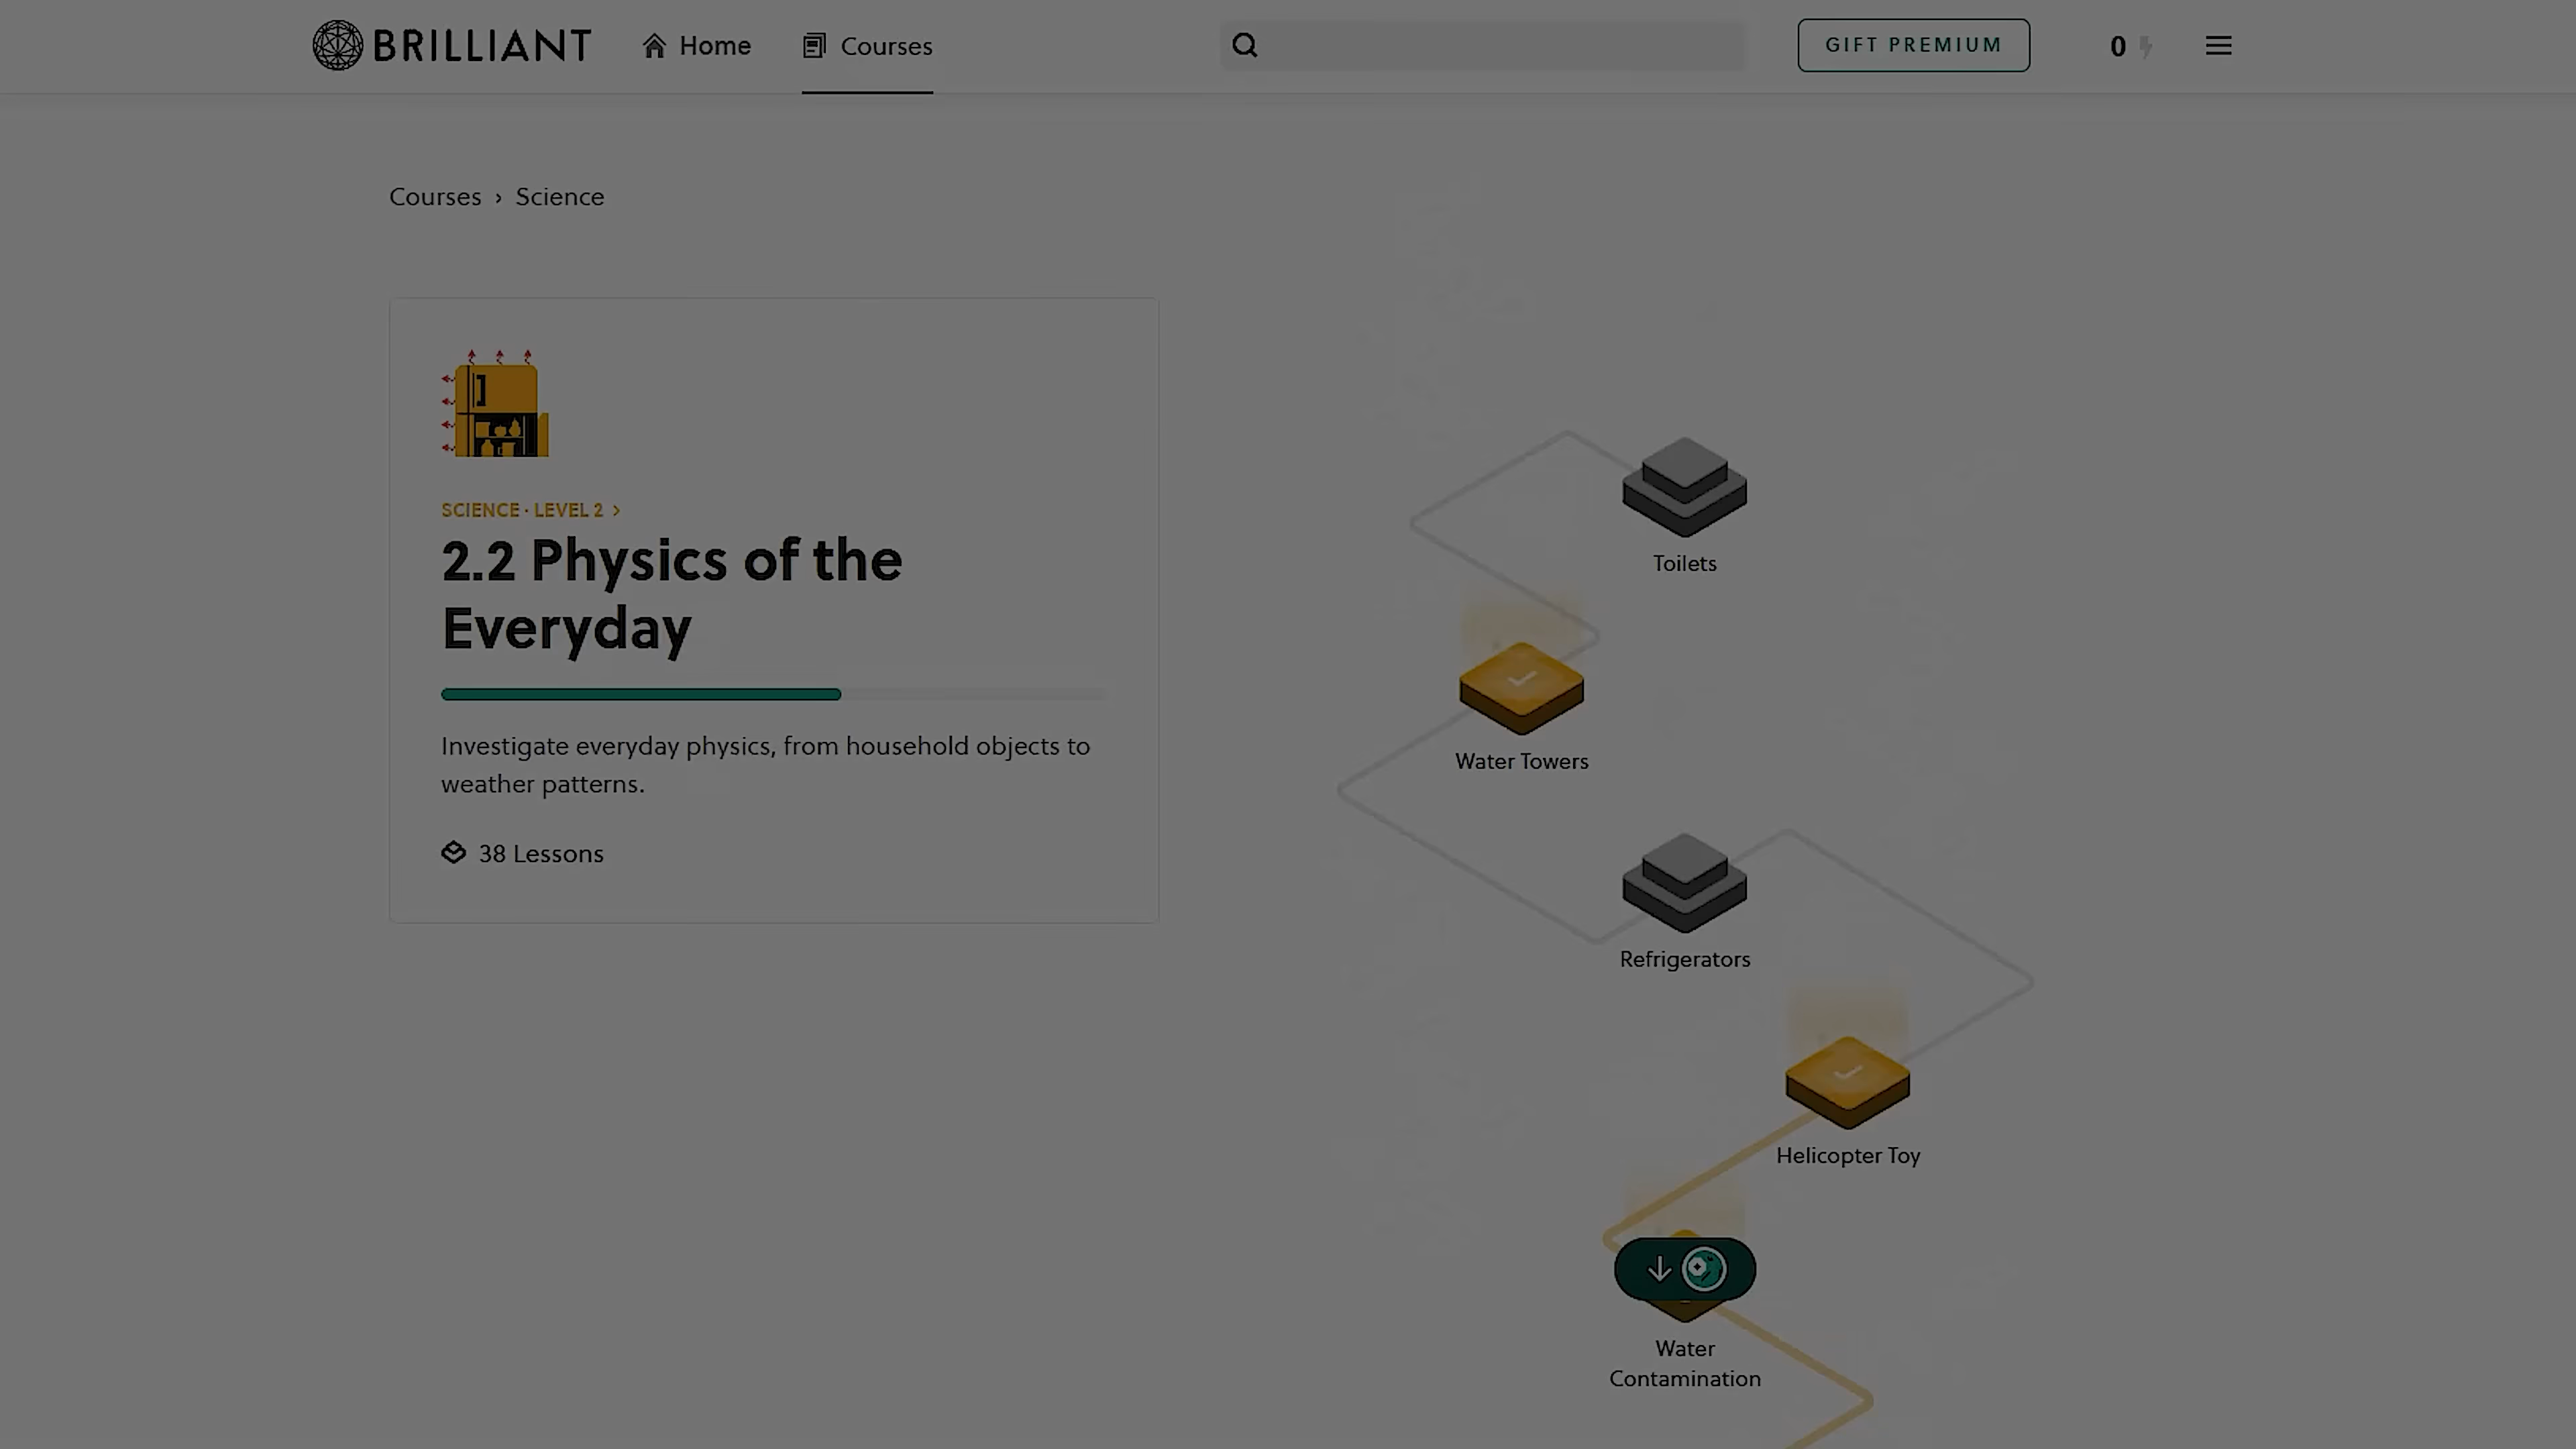 BRILLIANT
Home
Courses
GIFT PREMIUM
0
Courses › Science
SCIENCE · LEVEL 2 >
2.2 Physics of the
Everyday
Investigate everyday physics, from household objects to
weather patterns.
38 Lessons
Toilets
Water Towers
Refrigerators
Helicopter Toy
Water
Contamination